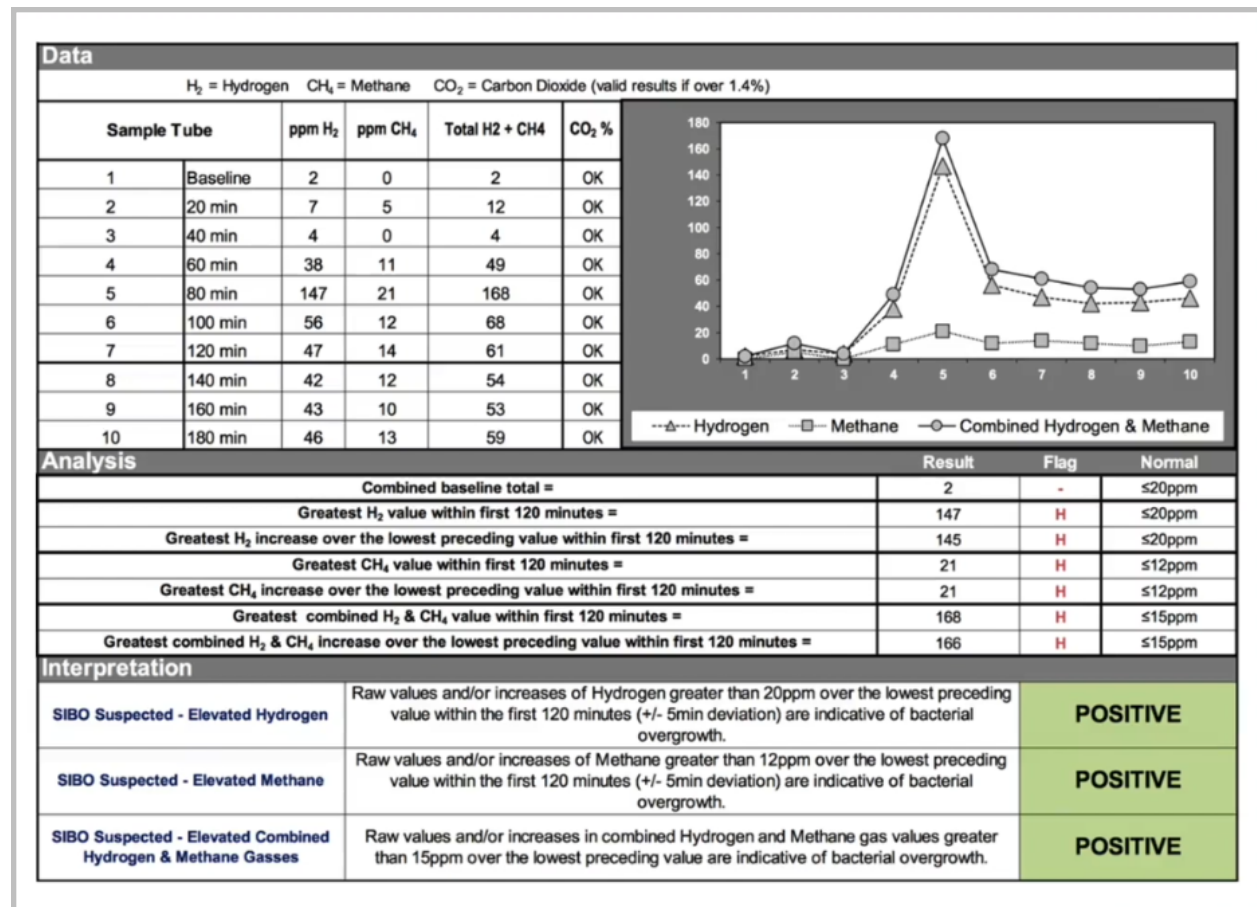 Data
H₂ = Hydrogen CH₄ = Methane CO₂ = Carbon Dioxide (valid results if over 1.4%)
Sample Tube ppm H₂ ppm CH₄ Total H2 + CH4 CO₂ %
1 Baseline 2 0 2 OK
2 20 min 7 5 12 OK
3 40 min 4 0 4 OK
4 60 min 38 11 49 OK
5 80 min 147 21 168 OK
6 100 min 56 12 68 OK
7 120 min 47 14 61 OK
8 140 min 42 12 54 OK
9 160 min 43 10 53 OK
10 180 min 46 13 59 OK
180
160
140
120
100
80
60
40
20
0
1 2 3 4 5 6 7 8 9 10
Hydrogen Methane Combined Hydrogen & Methane
Analysis Result Flag Normal
Combined baseline total = 2 - ≤20ppm
Greatest H₂ value within first 120 minutes = 147 H ≤20ppm
Greatest H₂ increase over the lowest preceding value within first 120 minutes = 145 H ≤20ppm
Greatest CH₄ value within first 120 minutes = 21 H ≤12ppm
Greatest CH₄ increase over the lowest preceding value within first 120 minutes = 21 H ≤12ppm
Greatest combined H₂ & CH₄ value within first 120 minutes = 168 H ≤15ppm
Greatest combined H₂ & CH₄ increase over the lowest preceding value within first 120 minutes = 166 H ≤15ppm
Interpretation
SIBO Suspected - Elevated Hydrogen
Raw values and/or increases of Hydrogen greater than 20ppm over the lowest preceding
value within the first 120 minutes (+/- 5min deviation) are indicative of bacterial
overgrowth.
POSITIVE
SIBO Suspected - Elevated Methane
Raw values and/or increases of Methane greater than 12ppm over the lowest preceding
value within the first 120 minutes (+/- 5min deviation) are indicative of bacterial
overgrowth.
POSITIVE
SIBO Suspected - Elevated Combined
Hydrogen & Methane Gasses
Raw values and/or increases in combined Hydrogen and Methane gas values greater
than 15ppm over the lowest preceding value are indicative of bacterial overgrowth.
POSITIVE